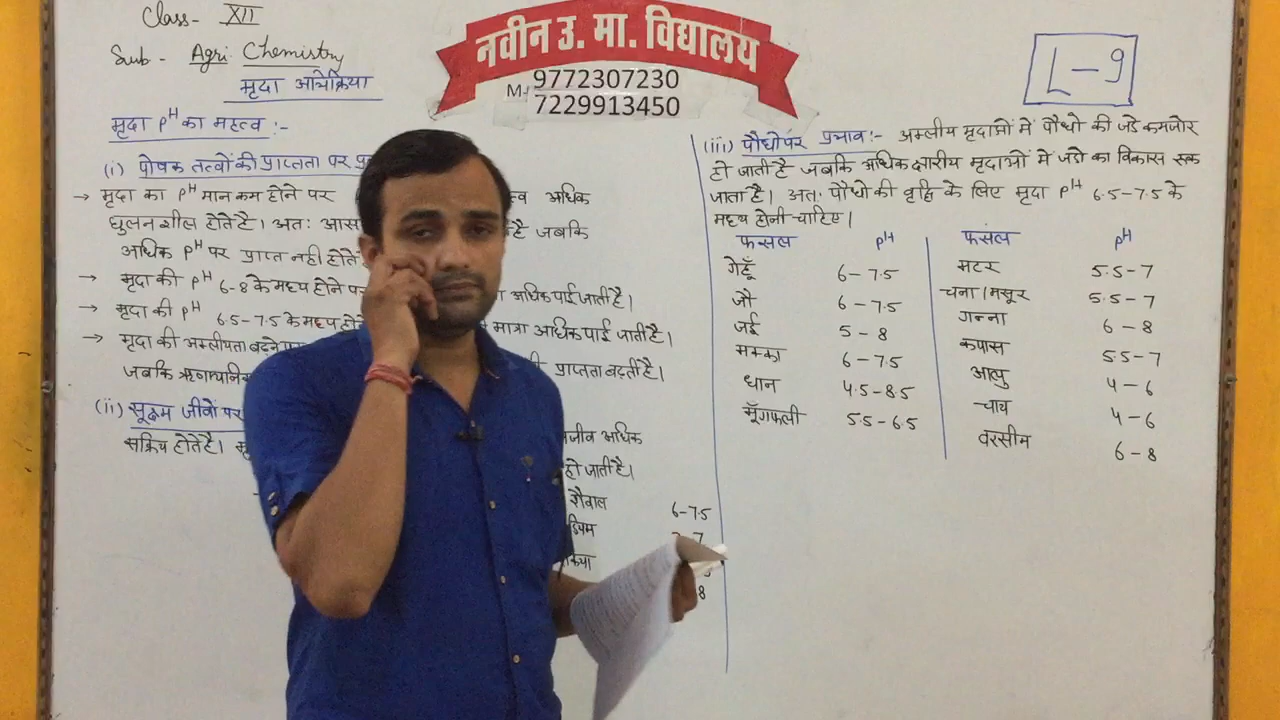 Class- XII
Sub - Agri Chemistry
मृदा अभिक्रिया
नवीन उ. मा. विद्यालय
M- 9772307230
7229913450
L-9
मृदा PH का महत्व :-
(i) पोषक तत्वों की प्राप्तता पर
→ मृदा का PH मान कम होने पर अधिक
घुलनशील होते है। अतः जबकि
अधिक PH पर प्राप्त नही होते
→ मृदा की PH 6-8 के मध्य होने पर अधिक पाई जाती है।
→ मृदा की PH 6.5-7.5 के मध्य मात्रा अधिक पाई जाती है।
→ मृदा की अम्लीयता बढ़ने
जबकि की प्राप्तता बढ़ती है।
(ii) सूक्ष्म जीवों पर
सक्रिय होते है। अधिक
हो जाती है।
शैवाल 6-7.5
8
(iii) पौधो पर प्रभाव :- अम्लीय मृदाओं में पौधो की जड़े कमजोर
हो जाती है जबकि अधिक क्षारीय मृदाओं में जड़ो का विकास रूक
जाता है। अतः पौधो की वृद्धि के लिए मृदा PH 6.5-7.5 के
मध्य होनी चाहिए।
फसल PH फसल PH
गेहूँ 6-7.5 मटर 5.5-7
जौ 6-7.5 चना/मसूर 5.5-7
जई 5-8 गन्ना 6-8
मक्का 6-7.5 कपास 5.5-7
धान 4.5-8.5 आलु 4-6
मूँगफली 5.5-6.5 चाय 4-6
वरसीम 6-8